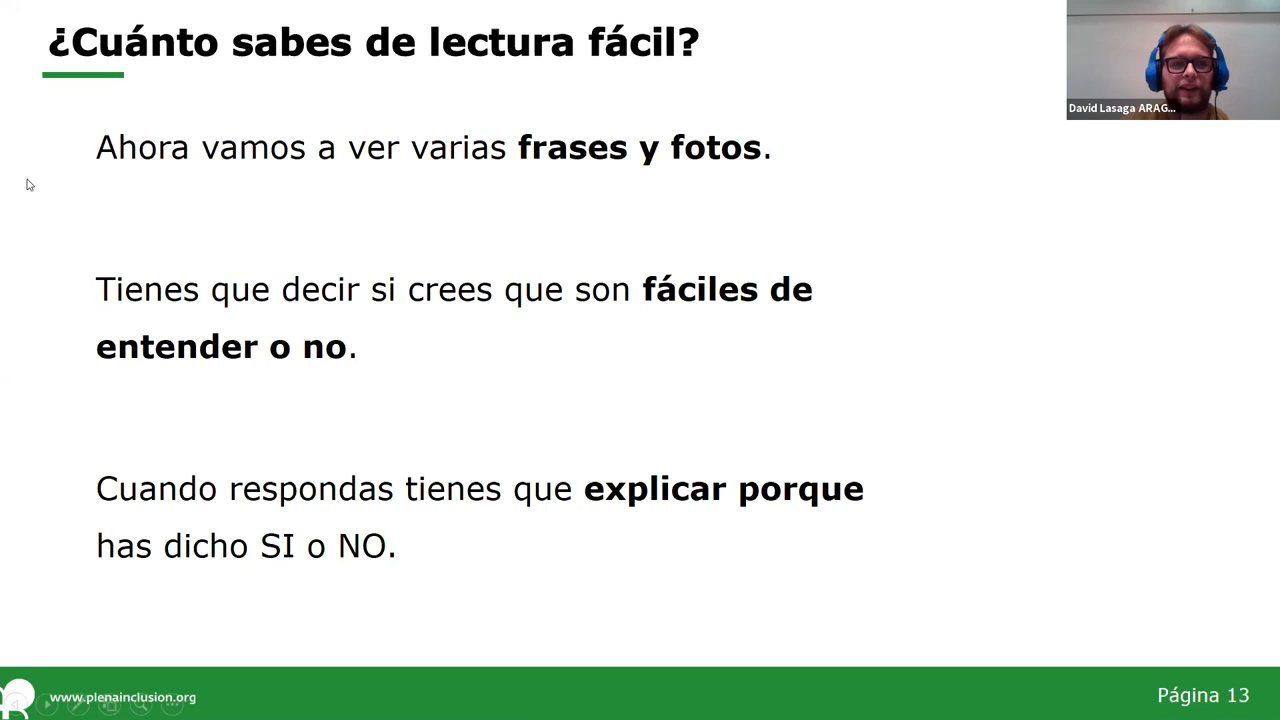 ¿Cuánto sabes de lectura fácil?
David Lasaga ARAG...
Ahora vamos a ver varias frases y fotos.
Tienes que decir si crees que son fáciles de
entender o no.
Cuando respondas tienes que explicar porque
has dicho SI o NO.
www.plenainclusion.org
Página 13